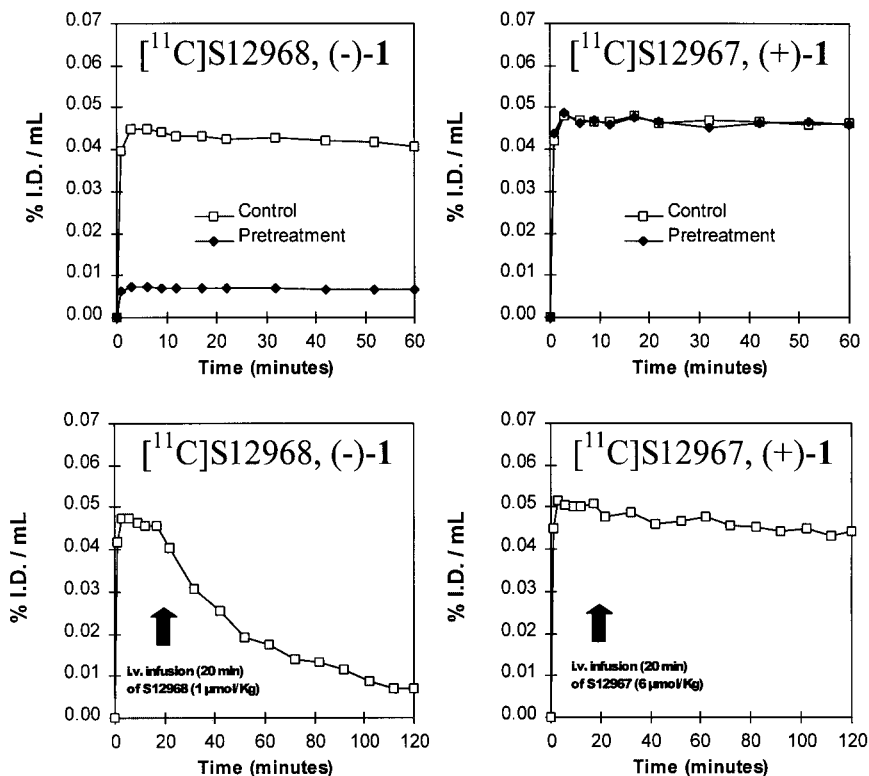 [¹¹C]S12968, (-)-1
% I.D. / mL
0.07
0.06
0.05
0.04
0.03
0.02
0.01
0.00
Control
Pretreatment
0 10 20 30 40 50 60
Time (minutes)
[¹¹C]S12967, (+)-1
% I.D. / mL
0.07
0.06
0.05
0.04
0.03
0.02
0.01
0.00
Control
Pretreatment
0 10 20 30 40 50 60
Time (minutes)
[¹¹C]S12968, (-)-1
% I.D. / mL
0.07
0.06
0.05
0.04
0.03
0.02
0.01
0.00
i.v. infusion (20 min)
of S12968 (1 µmol/Kg)
0 20 40 60 80 100 120
Time (minutes)
[¹¹C]S12967, (+)-1
% I.D. / mL
0.07
0.06
0.05
0.04
0.03
0.02
0.01
0.00
i.v. infusion (20 min)
of S12967 (6 µmol/Kg)
0 20 40 60 80 100 120
Time (minutes)